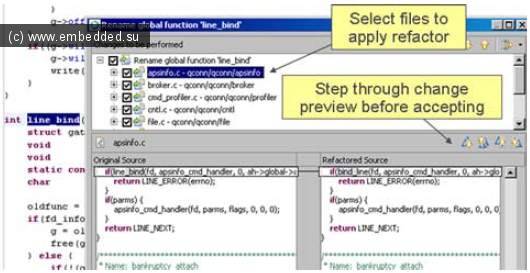 g->off
(c) www.embedded.su
Rename global function 'line_bind'
Changes to be performed
Select files to
apply refactor
if(
g->wil
g->wi
write(
Rename global function 'line_bind'
apsinfo.c - qconn/qconn/apsinfo
broker.c - qconn/qconn/broker
cmd_profiler.c - qconn/qconn/profiler
cntl.c - qconn/qconn/cntl
file.c - qconn/qconn/file
Step through change
preview before accepting
}
}
int line_bind(
struct gat
void
void
static con
char
apsinfo.c
Original Source
Refactored Source
if(line_bind(fd, apsinfo_cmd_handler, 0, ah->global->
return LINE_ERROR(errno);
}
if(parms) {
apsinfo_cmd_handler(fd, parms, flags, 0, 0, 0);
}
return LINE_NEXT;
}
* Name: bankruptcy_attach
if(bind_line(fd, apsinfo_cmd_handler, 0, ah->glo
return LINE_ERROR(errno);
}
if(parms) {
apsinfo_cmd_handler(fd, parms, flags, 0, 0, 0);
}
return LINE_NEXT;
}
* Name: bankruptcy attach
oldfunc =
if(fd_info
g = ol
free(g
} else {
if(!(g